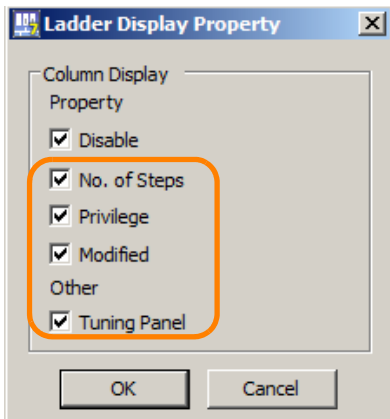 Ladder Display Property
Column Display
Property
Disable
No. of Steps
Privilege
Modified
Other
Tuning Panel
OK
Cancel